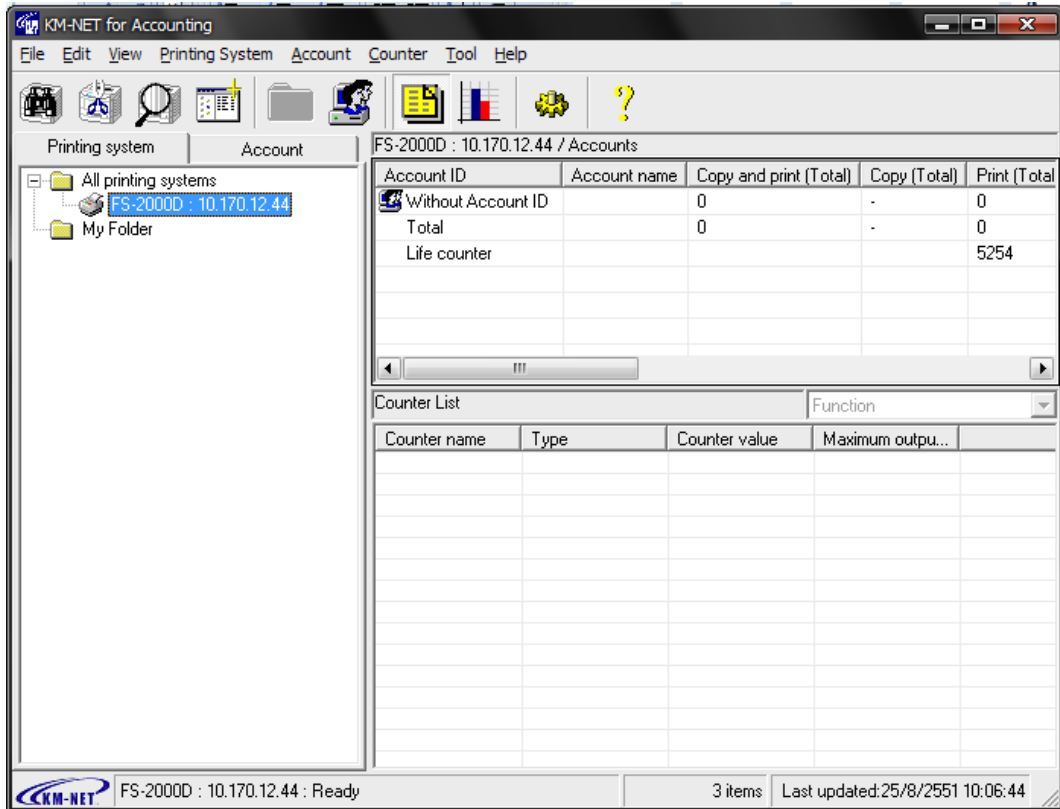 KM-NET for Accounting
File Edit View Printing System Account Counter Tool Help
Printing system Account
All printing systems
FS-2000D : 10.170.12.44
My Folder
FS-2000D : 10.170.12.44 / Accounts
Account ID Account name Copy and print (Total) Copy (Total) Print (Total
Without Account ID 0 - 0
Total 0 - 0
Life counter 5254
Counter List Function
Counter name Type Counter value Maximum outpu...
KM-NET FS-2000D : 10.170.12.44 : Ready 3 items Last updated:25/8/2551 10:06:44